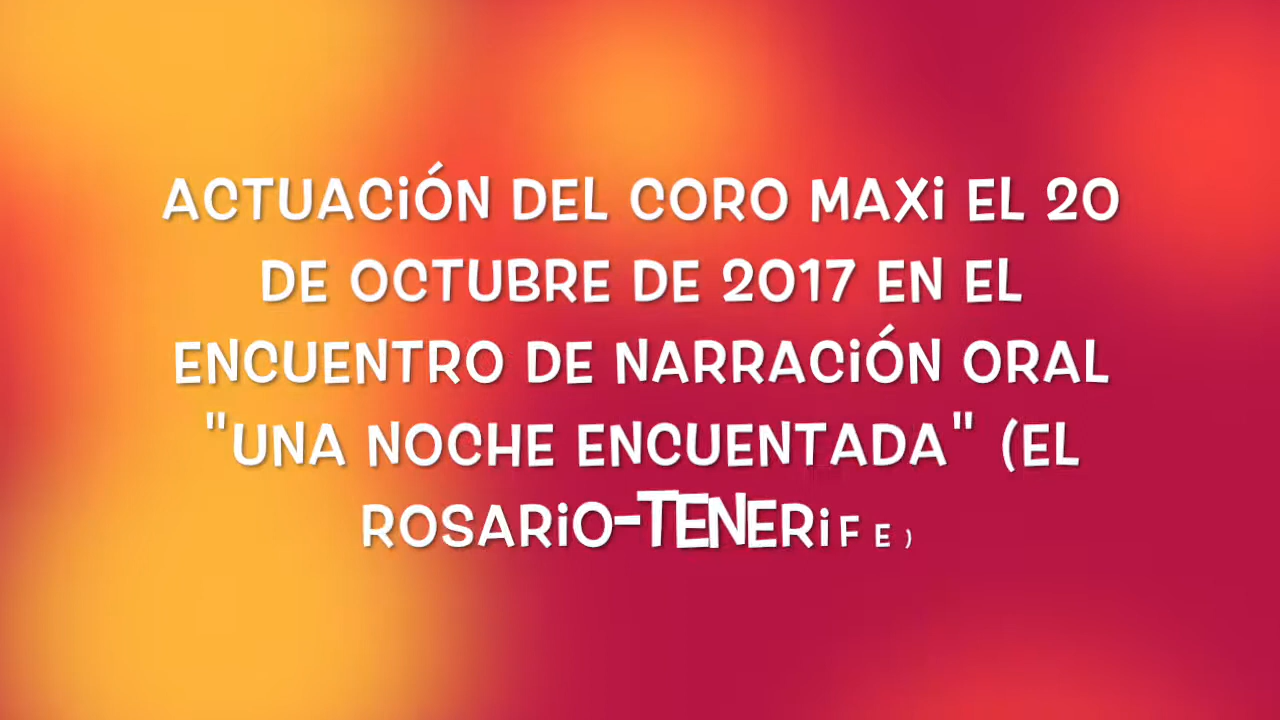 ACTUACiÓN DEL CORO MAXi EL 20
DE OCTUBRE DE 2017 EN EL
ENCUENTRO DE NARRACiÓN ORAL
"UNA NOCHE ENCUENTADA" (EL
ROSARiO-TENERiFE)